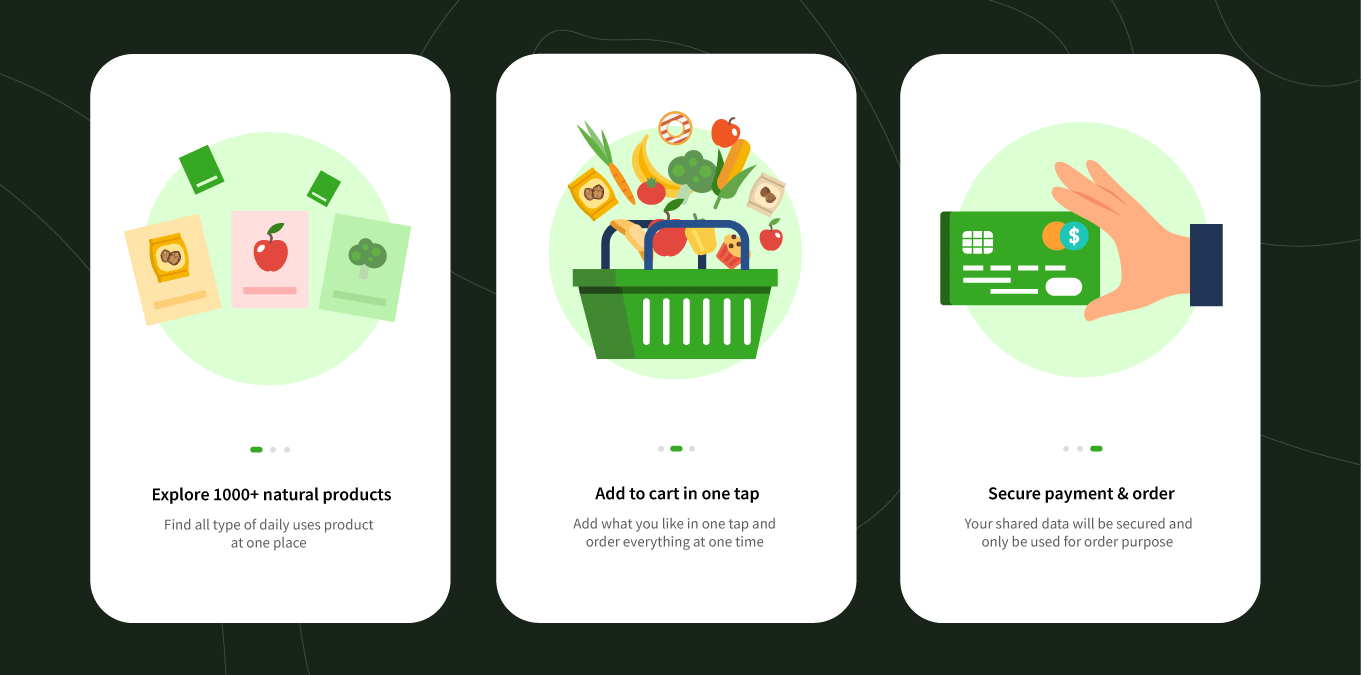 Explore 1000+ natural products
Find all type of daily uses product
at one place
$
Add to cart in one tap
Add what you like in one tap and
order everything at one time
Secure payment & order
Your shared data will be secured and
only be used for order purpose